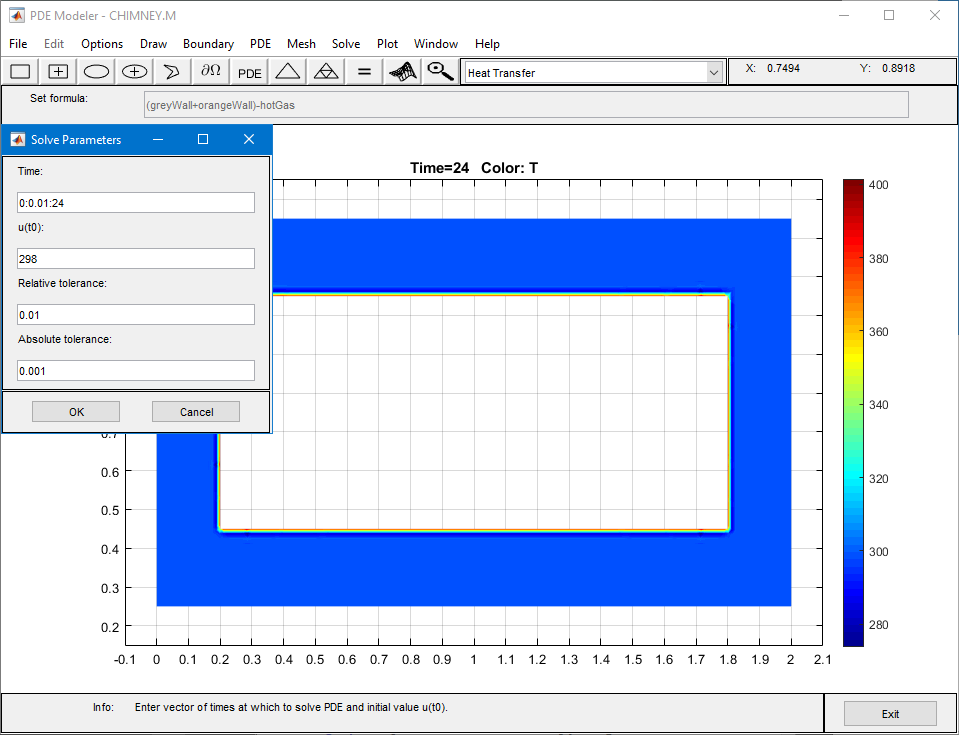 PDE Modeler - CHIMNEY.M
File Edit Options Draw Boundary PDE Mesh Solve Plot Window Help
∂Ω PDE = Heat Transfer X: 0.7494 Y: 0.8918
Set formula: (greyWall+orangeWall)-hotGas
Solve Parameters
Time:
0:0.01:24
u(t0):
298
Relative tolerance:
0.01
Absolute tolerance:
0.001
OK Cancel
Time=24 Color: T
400
380
360
340
320
300
280
0.7
0.6
0.5
0.4
0.3
0.2
-0.1 0 0.1 0.2 0.3 0.4 0.5 0.6 0.7 0.8 0.9 1 1.1 1.2 1.3 1.4 1.5 1.6 1.7 1.8 1.9 2 2.1
Info: Enter vector of times at which to solve PDE and initial value u(t0).
Exit